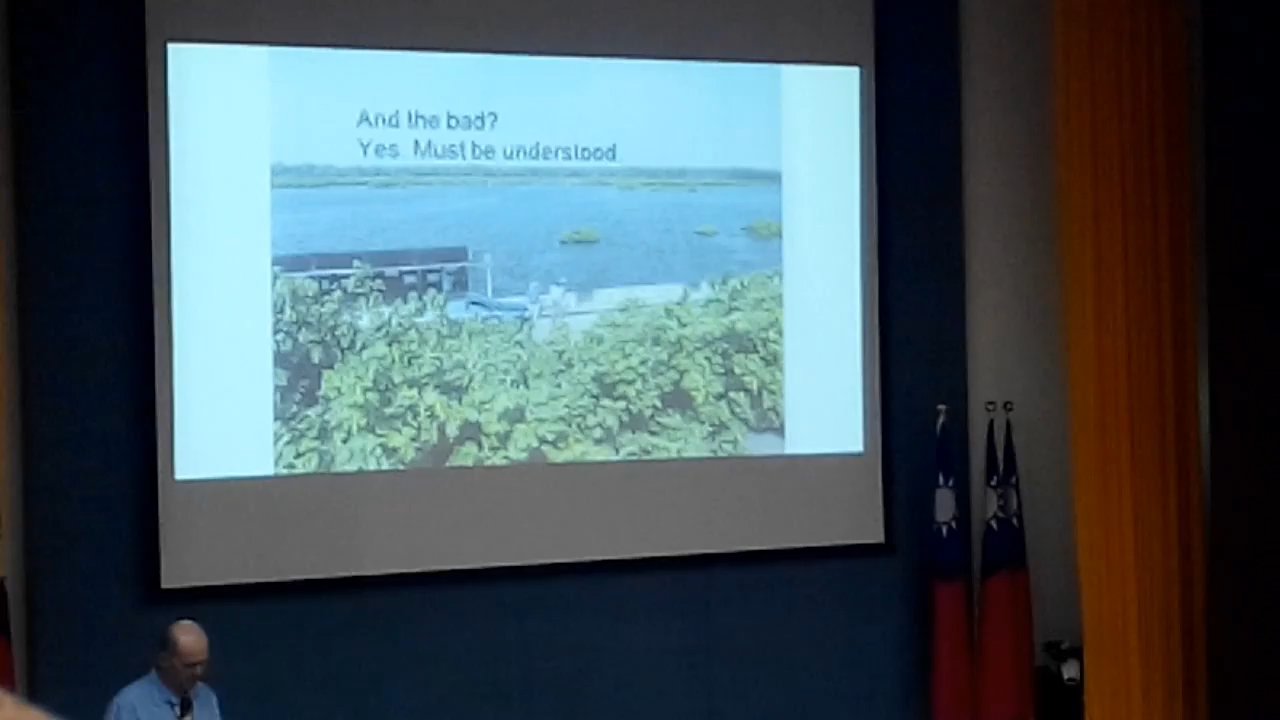 And the bad?
Yes. Must be understood